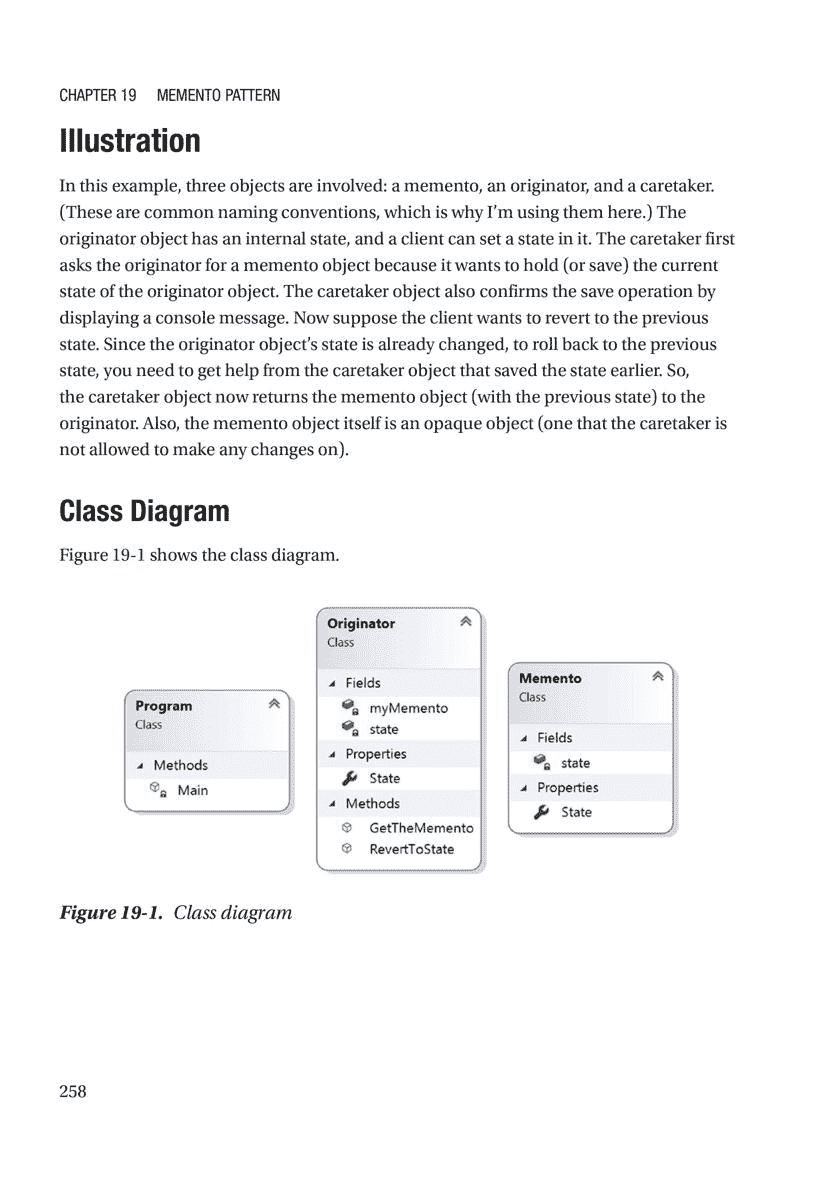 CHAPTER 19 MEMENTO PATTERN
Illustration
In this example, three objects are involved: a memento, an originator, and a caretaker.
(These are common naming conventions, which is why I’m using them here.) The
originator object has an internal state, and a client can set a state in it. The caretaker first
asks the originator for a memento object because it wants to hold (or save) the current
state of the originator object. The caretaker object also confirms the save operation by
displaying a console message. Now suppose the client wants to revert to the previous
state. Since the originator object’s state is already changed, to roll back to the previous
state, you need to get help from the caretaker object that saved the state earlier. So,
the caretaker object now returns the memento object (with the previous state) to the
originator. Also, the memento object itself is an opaque object (one that the caretaker is
not allowed to make any changes on).
Class Diagram
Figure 19-1 shows the class diagram.
Program
Class
Methods
Main
Originator
Class
Fields
myMemento
state
Properties
State
Methods
GetTheMemento
RevertToState
Memento
Class
Fields
state
Properties
State
Figure 19-1. Class diagram
258